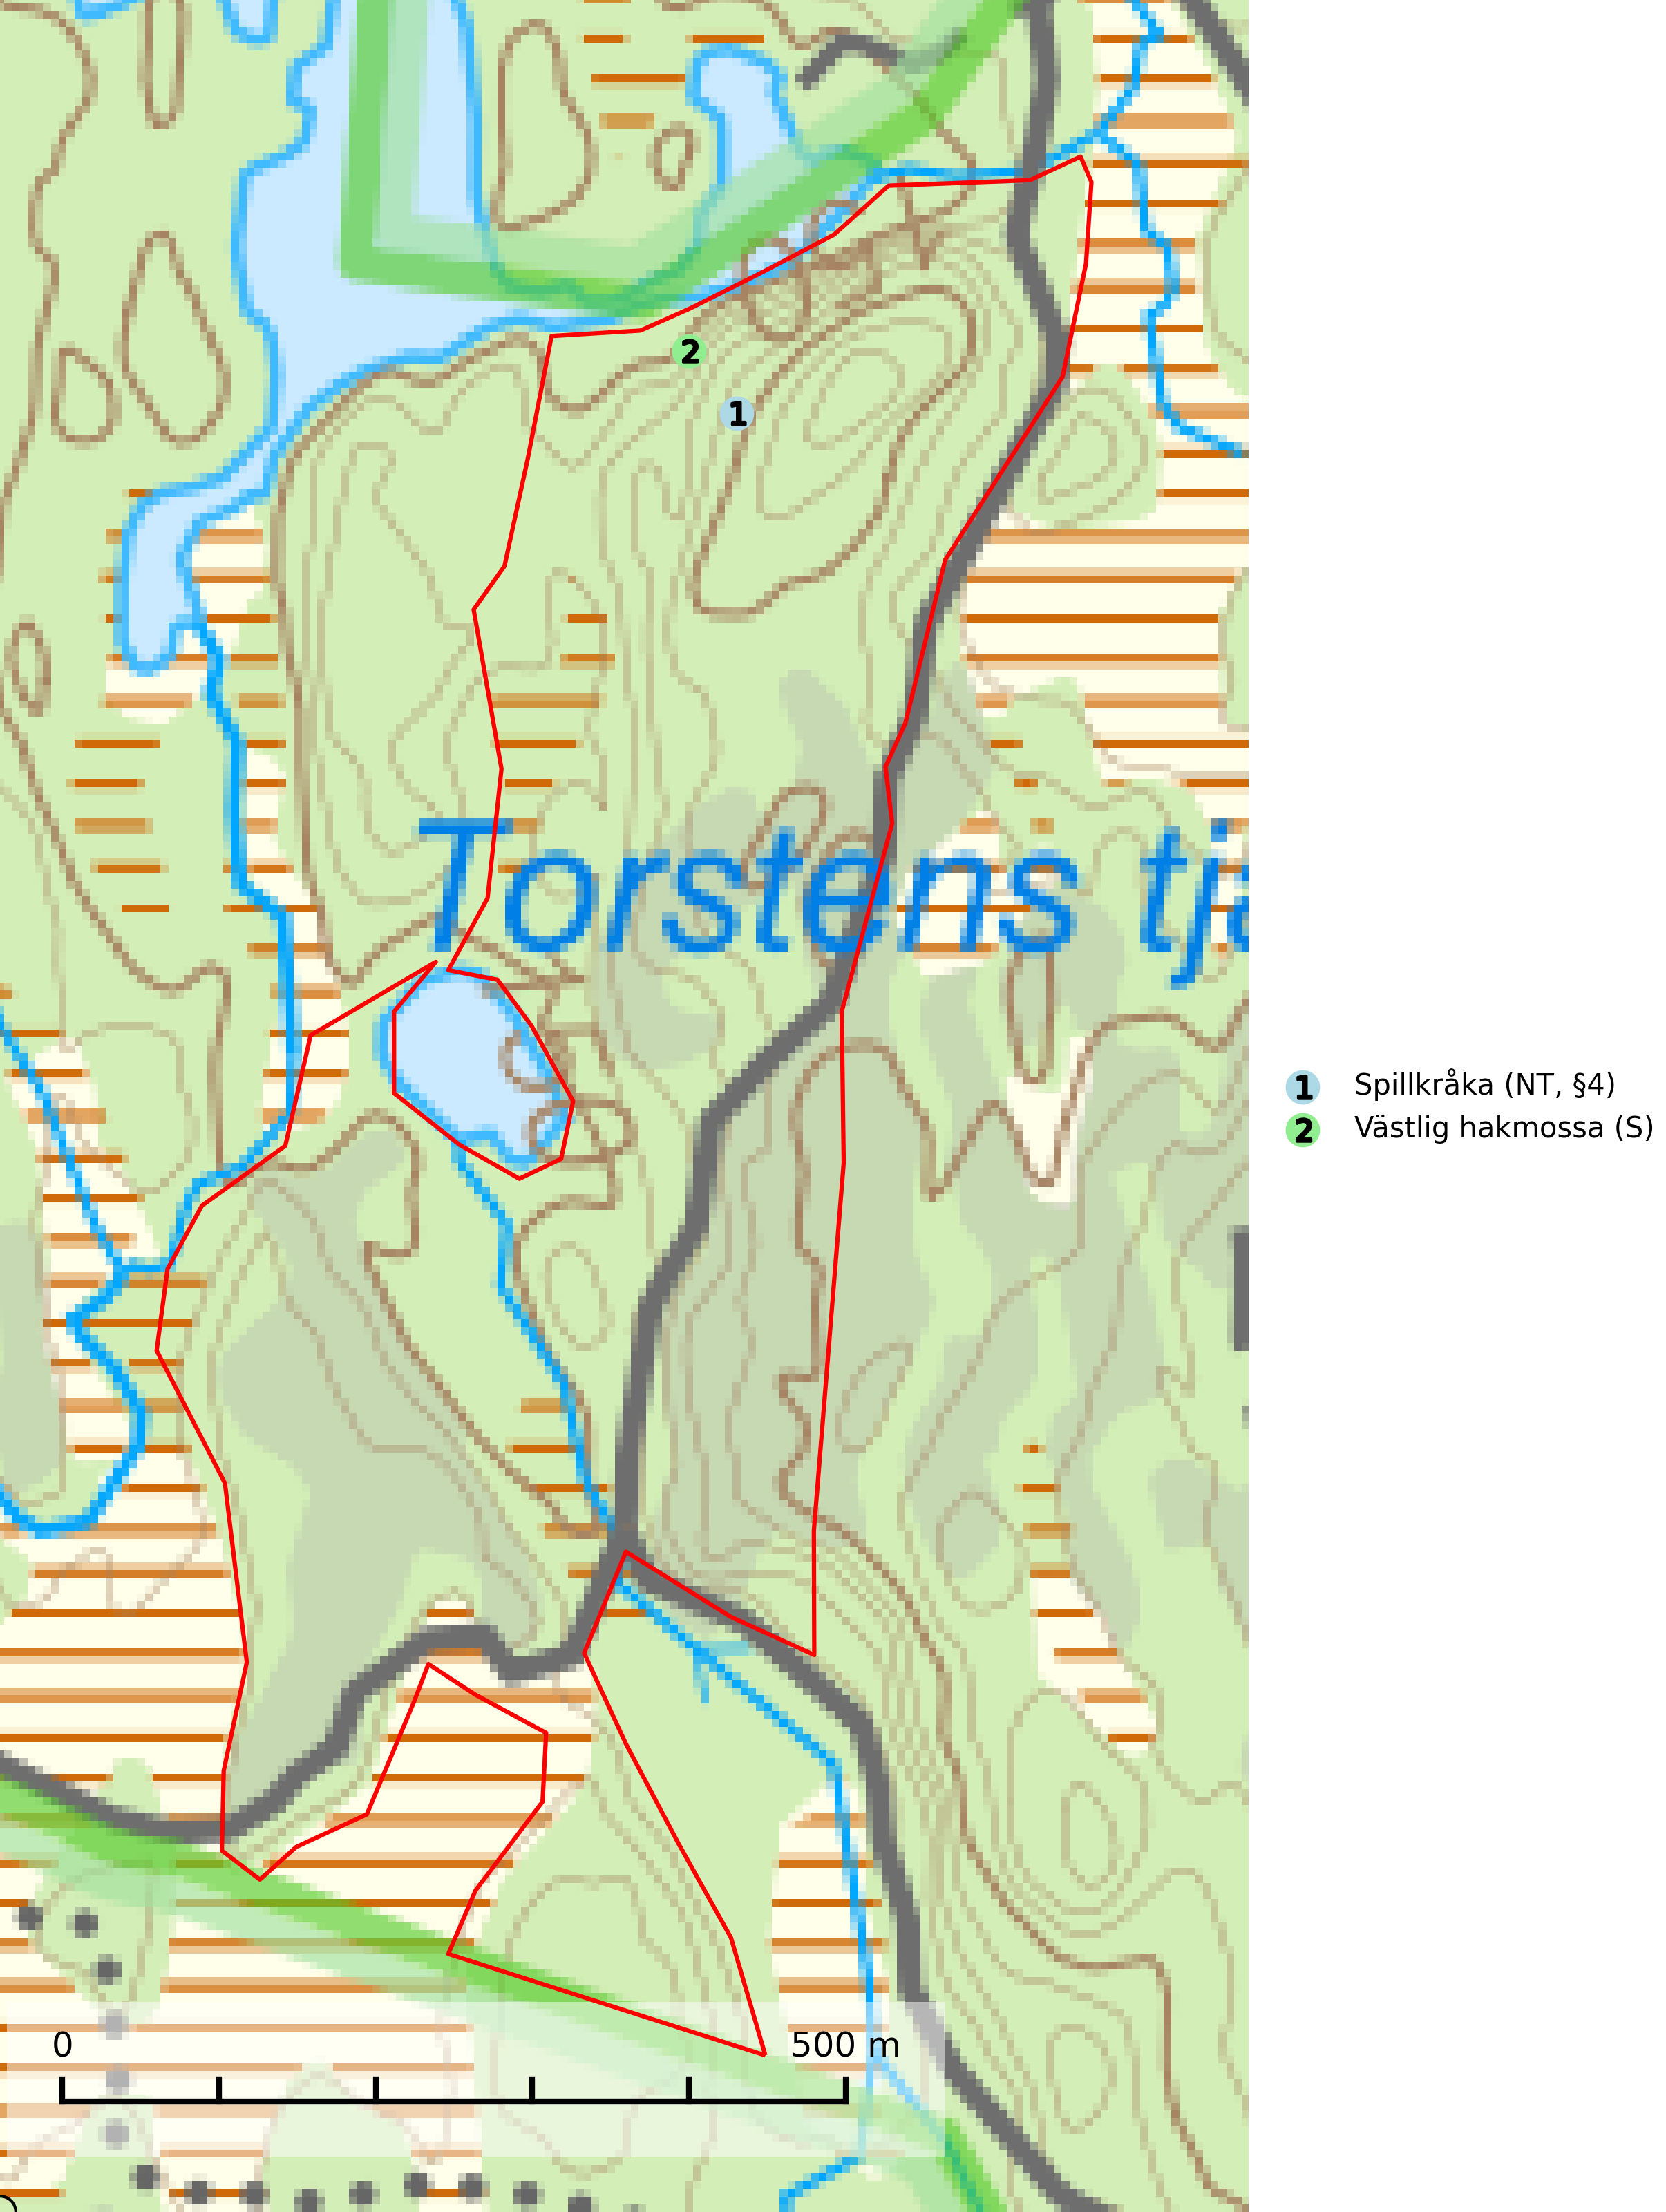 2
1
Torstens tj
1 Spillkråka (NT, §4)
2 Västlig hakmossa (S)
0 500 m